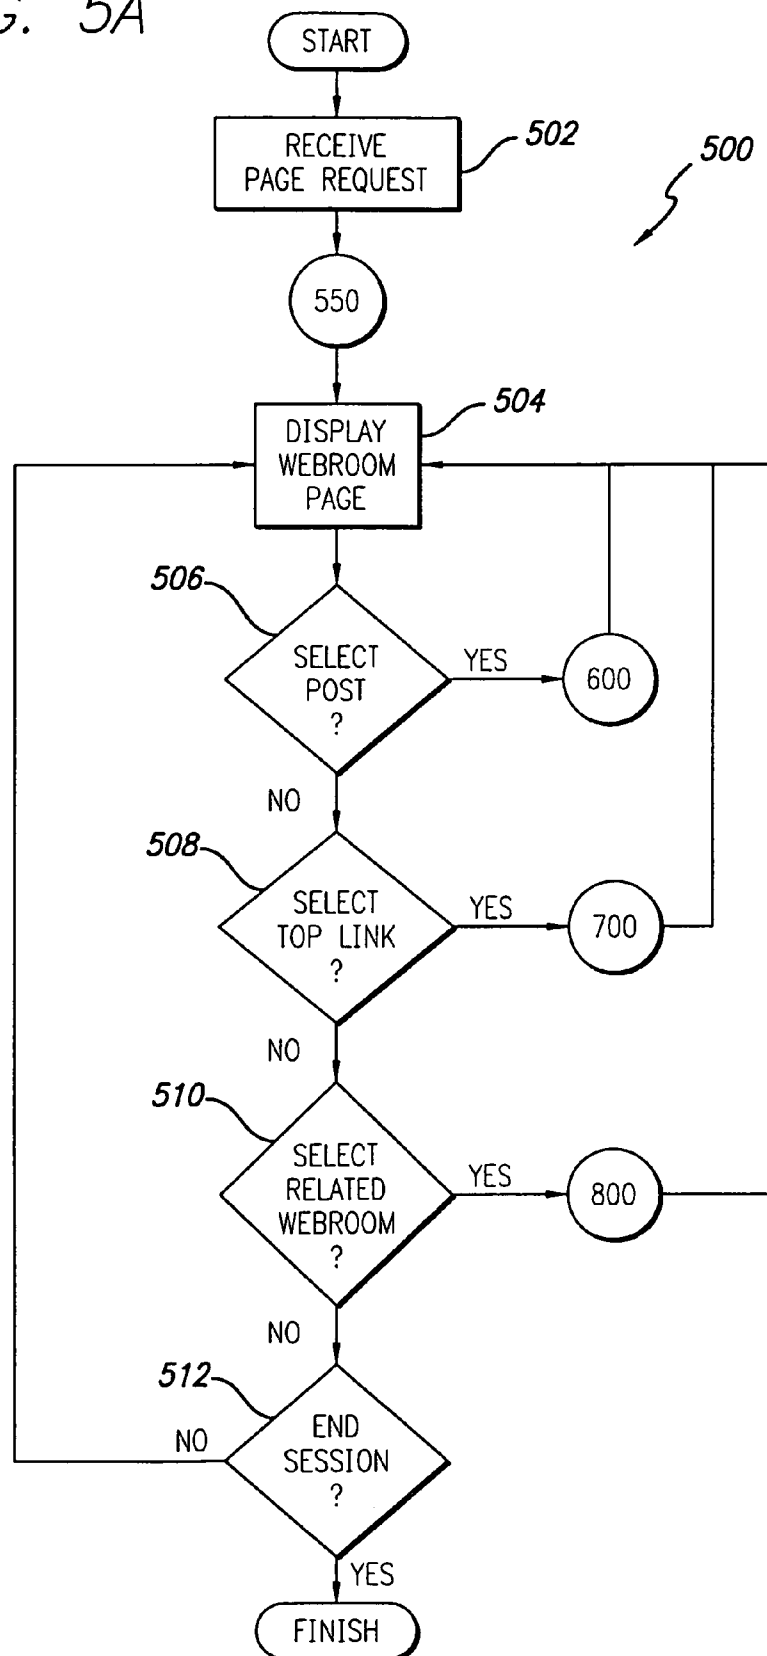 G. 5A
START
RECEIVE
PAGE REQUEST
502
500
550
504
DISPLAY
WEBROOM
PAGE
506
SELECT
POST
?
YES
600
NO
508
SELECT
TOP LINK
?
YES
700
NO
510
SELECT
RELATED
WEBROOM
?
YES
800
NO
512
END
SESSION
?
NO
YES
FINISH